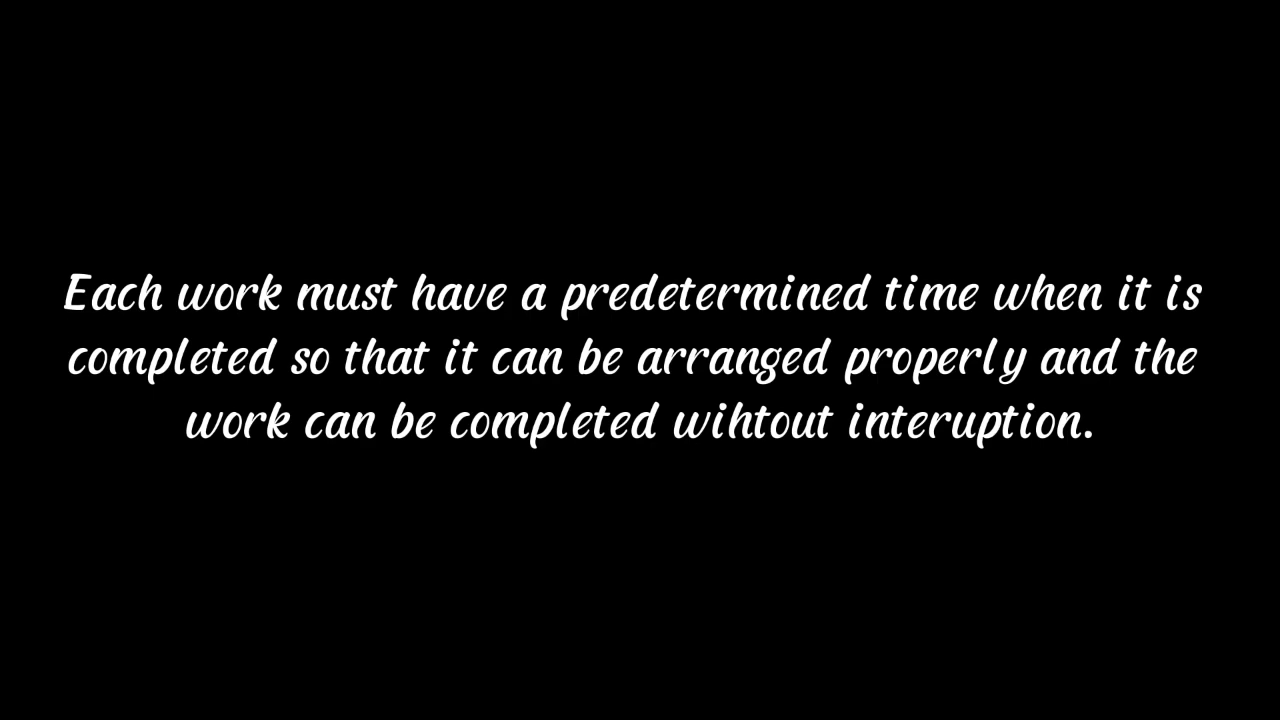 Each work must have a predetermined time when it is
completed so that it can be arranged properly and the
work can be completed wihtout interuption.